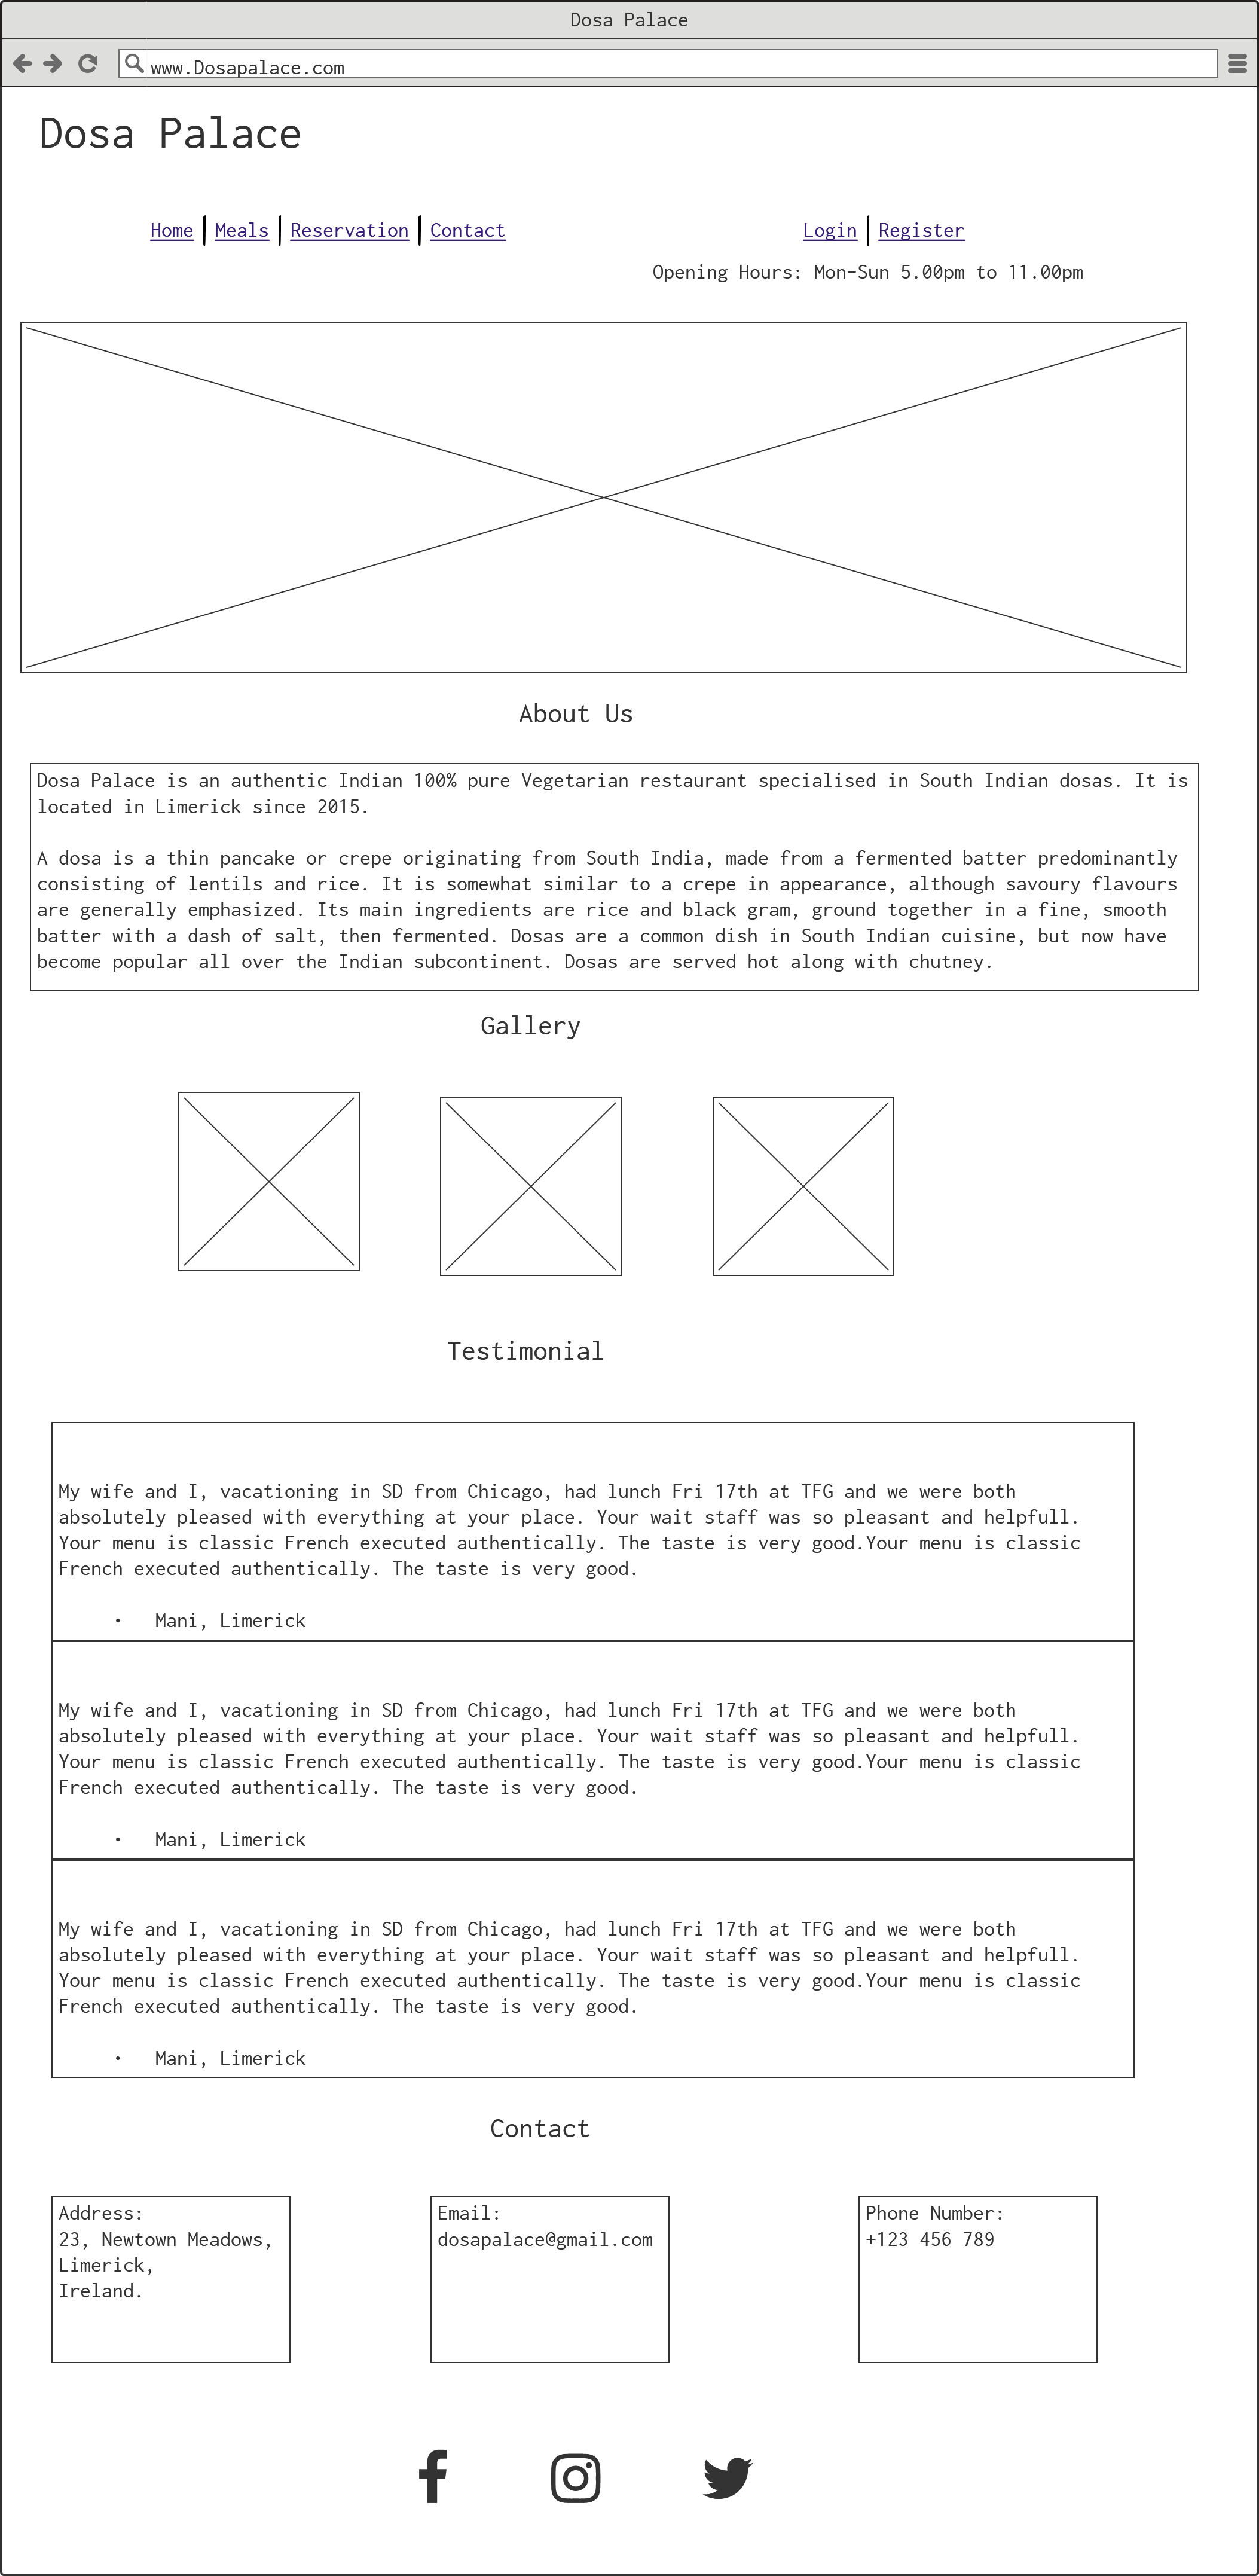 Dosa Palace
www.Dosapalace.com
Dosa Palace
Home Meals Reservation Contact Login Register
Opening Hours: Mon-Sun 5.00pm to 11.00pm
About Us
Dosa Palace is an authentic Indian 100% pure Vegetarian restaurant specialised in South Indian dosas. It is
located in Limerick since 2015.
A dosa is a thin pancake or crepe originating from South India, made from a fermented batter predominantly
consisting of lentils and rice. It is somewhat similar to a crepe in appearance, although savoury flavours
are generally emphasized. Its main ingredients are rice and black gram, ground together in a fine, smooth
batter with a dash of salt, then fermented. Dosas are a common dish in South Indian cuisine, but now have
become popular all over the Indian subcontinent. Dosas are served hot along with chutney.
Gallery
Testimonial
My wife and I, vacationing in SD from Chicago, had lunch Fri 17th at TFG and we were both
absolutely pleased with everything at your place. Your wait staff was so pleasant and helpfull.
Your menu is classic French executed authentically. The taste is very good.Your menu is classic
French executed authentically. The taste is very good.
• Mani, Limerick
My wife and I, vacationing in SD from Chicago, had lunch Fri 17th at TFG and we were both
absolutely pleased with everything at your place. Your wait staff was so pleasant and helpfull.
Your menu is classic French executed authentically. The taste is very good.Your menu is classic
French executed authentically. The taste is very good.
• Mani, Limerick
My wife and I, vacationing in SD from Chicago, had lunch Fri 17th at TFG and we were both
absolutely pleased with everything at your place. Your wait staff was so pleasant and helpfull.
Your menu is classic French executed authentically. The taste is very good.Your menu is classic
French executed authentically. The taste is very good.
• Mani, Limerick
Contact
Address:
23, Newtown Meadows,
Limerick,
Ireland.
Email:
dosapalace@gmail.com
Phone Number:
+123 456 789